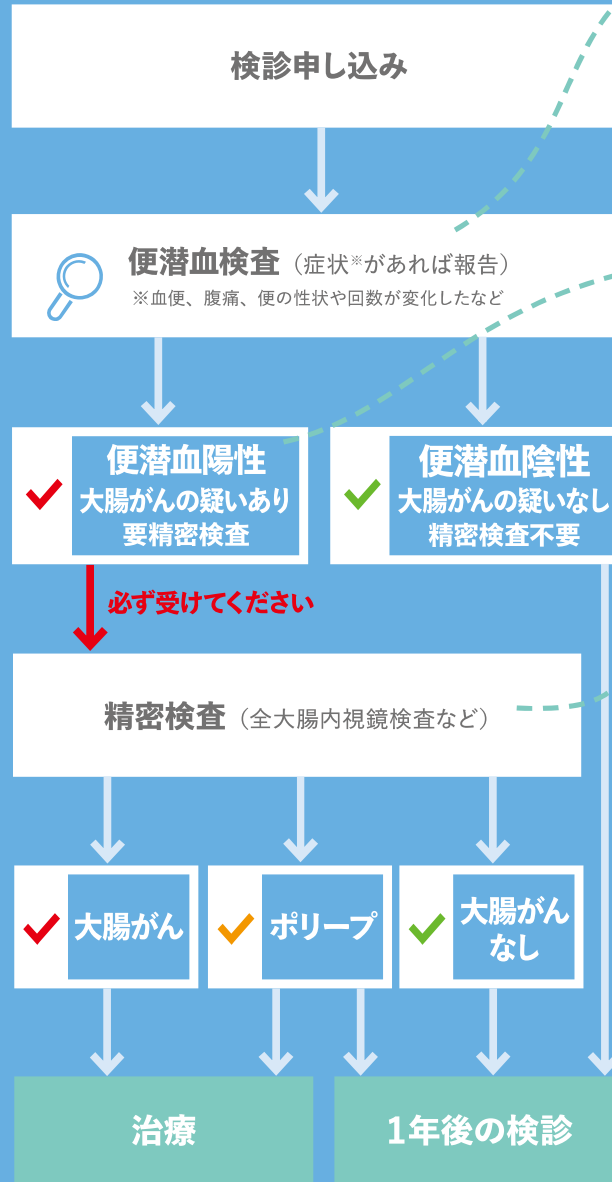 検診申し込み
便潜血検査（症状※があれば報告）
※血便、腹痛、便の性状や回数が変化したなど
便潜血陽性
大腸がんの疑いあり
要精密検査
便潜血陰性
大腸がんの疑いなし
精密検査不要
必ず受けてください
精密検査（全大腸内視鏡検査など）
大腸がん
ポリープ
大腸がん
なし
治療
1年後の検診